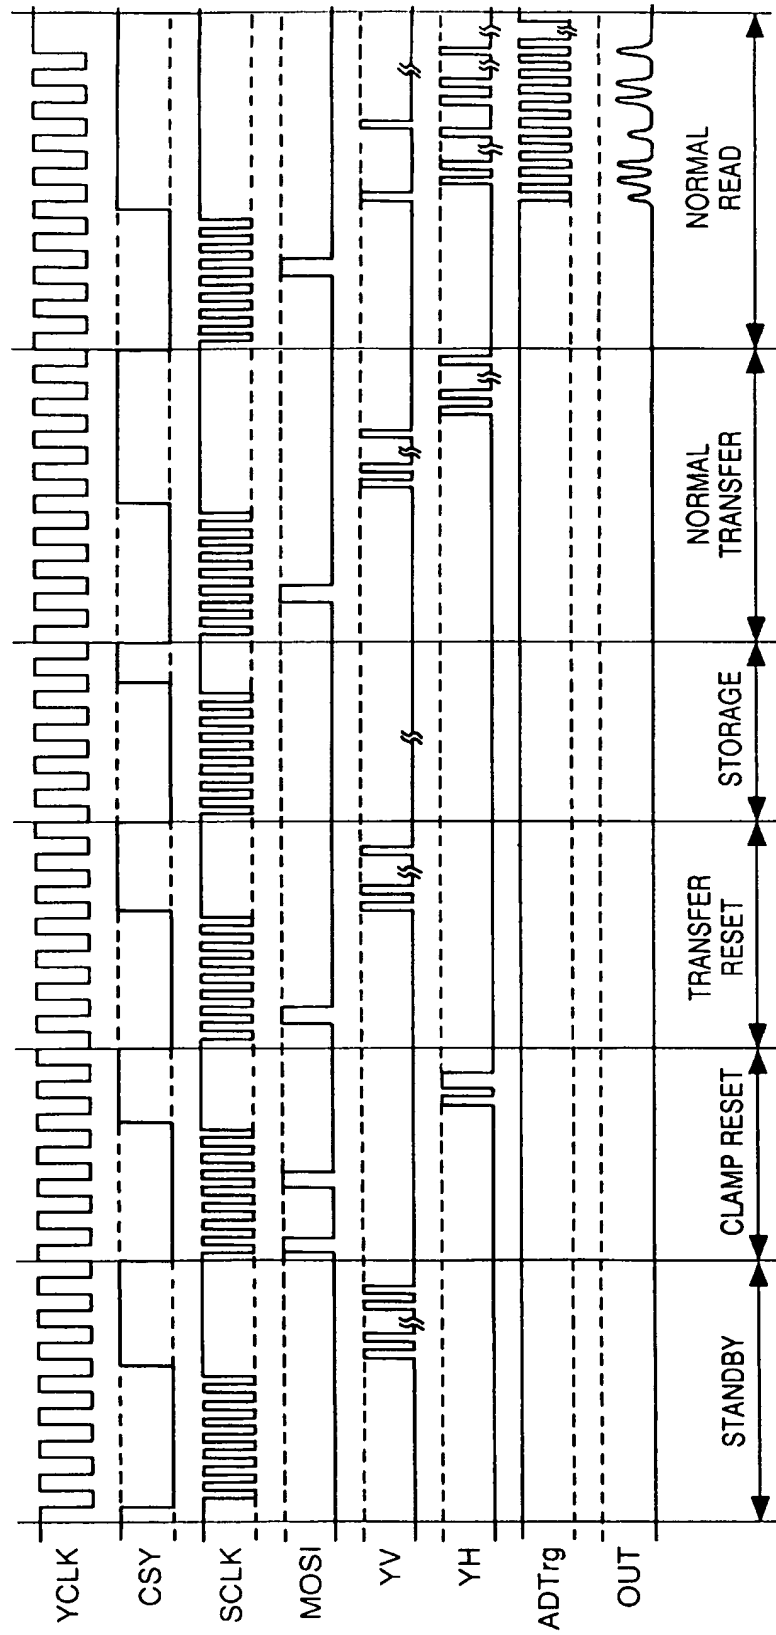 YCLK
CSY
SCLK
MOSI
YV
YH
ADTrg
OUT
STANDBY
CLAMP RESET
TRANSFER
RESET
STORAGE
NORMAL
TRANSFER
NORMAL
READ